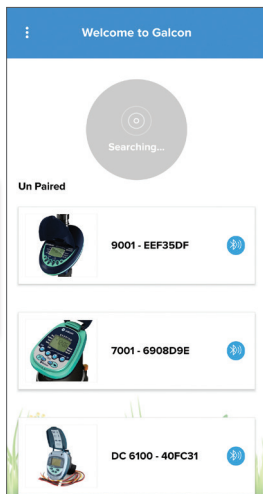 Welcome to Galcon
Searching...
Un Paired
9001 - EEF35DF
7001 - 6908D9E
DC 6100 - 40FC31